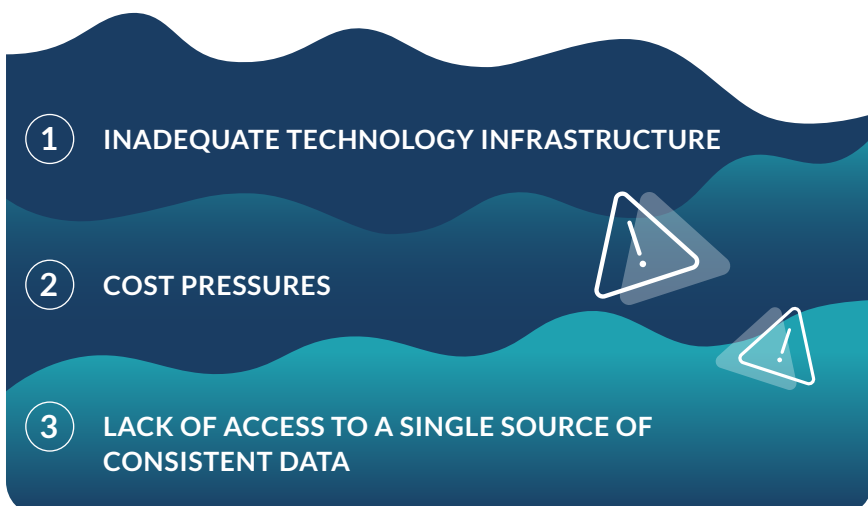 1 INADEQUATE TECHNOLOGY INFRASTRUCTURE
2 COST PRESSURES
3 LACK OF ACCESS TO A SINGLE SOURCE OF
CONSISTENT DATA